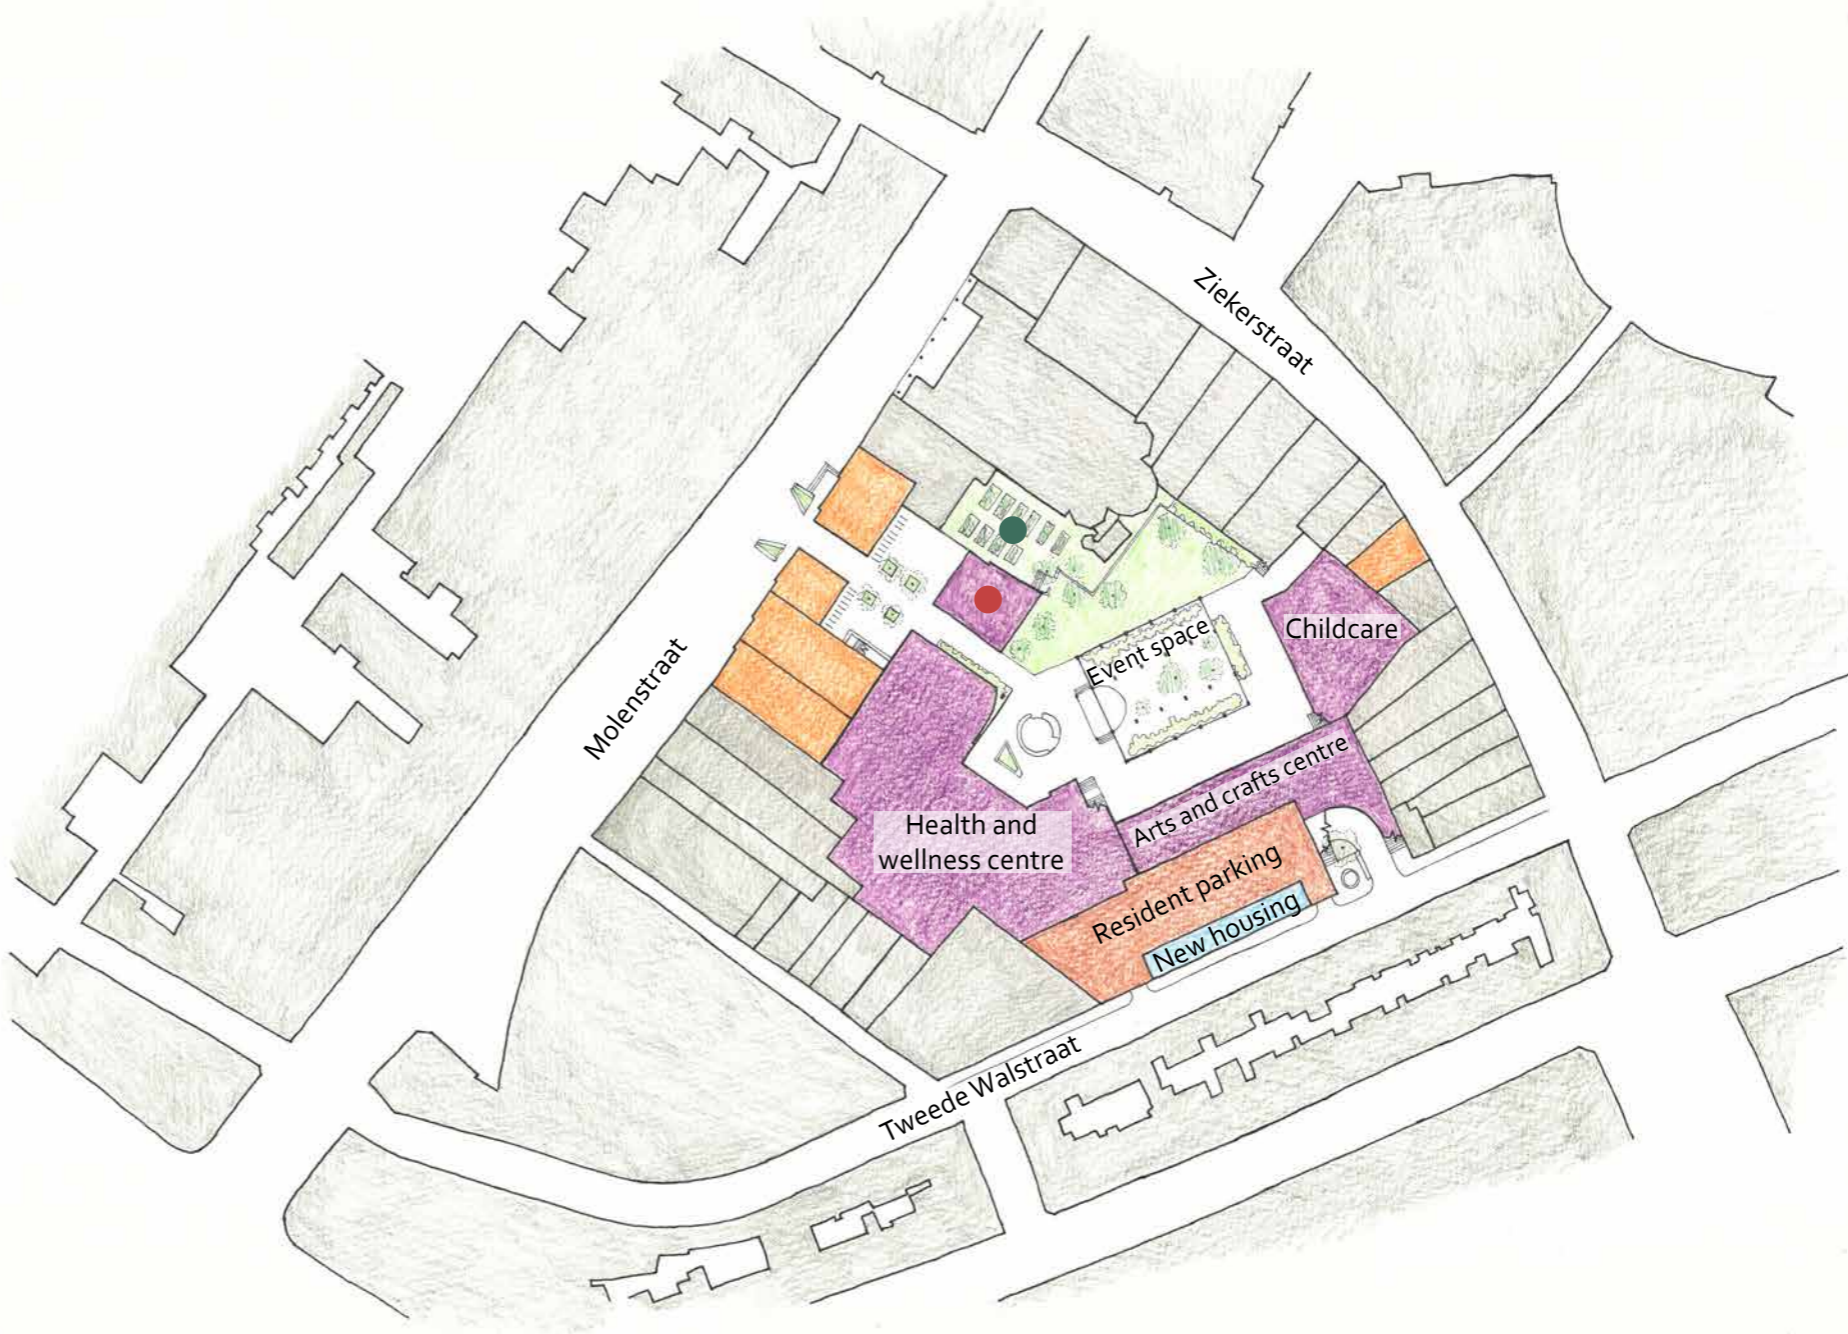 Ziekerstraat
Molenstraat
Event space
Childcare
Arts and crafts centre
Health and
wellness centre
Resident parking
New housing
Tweede Walstraat